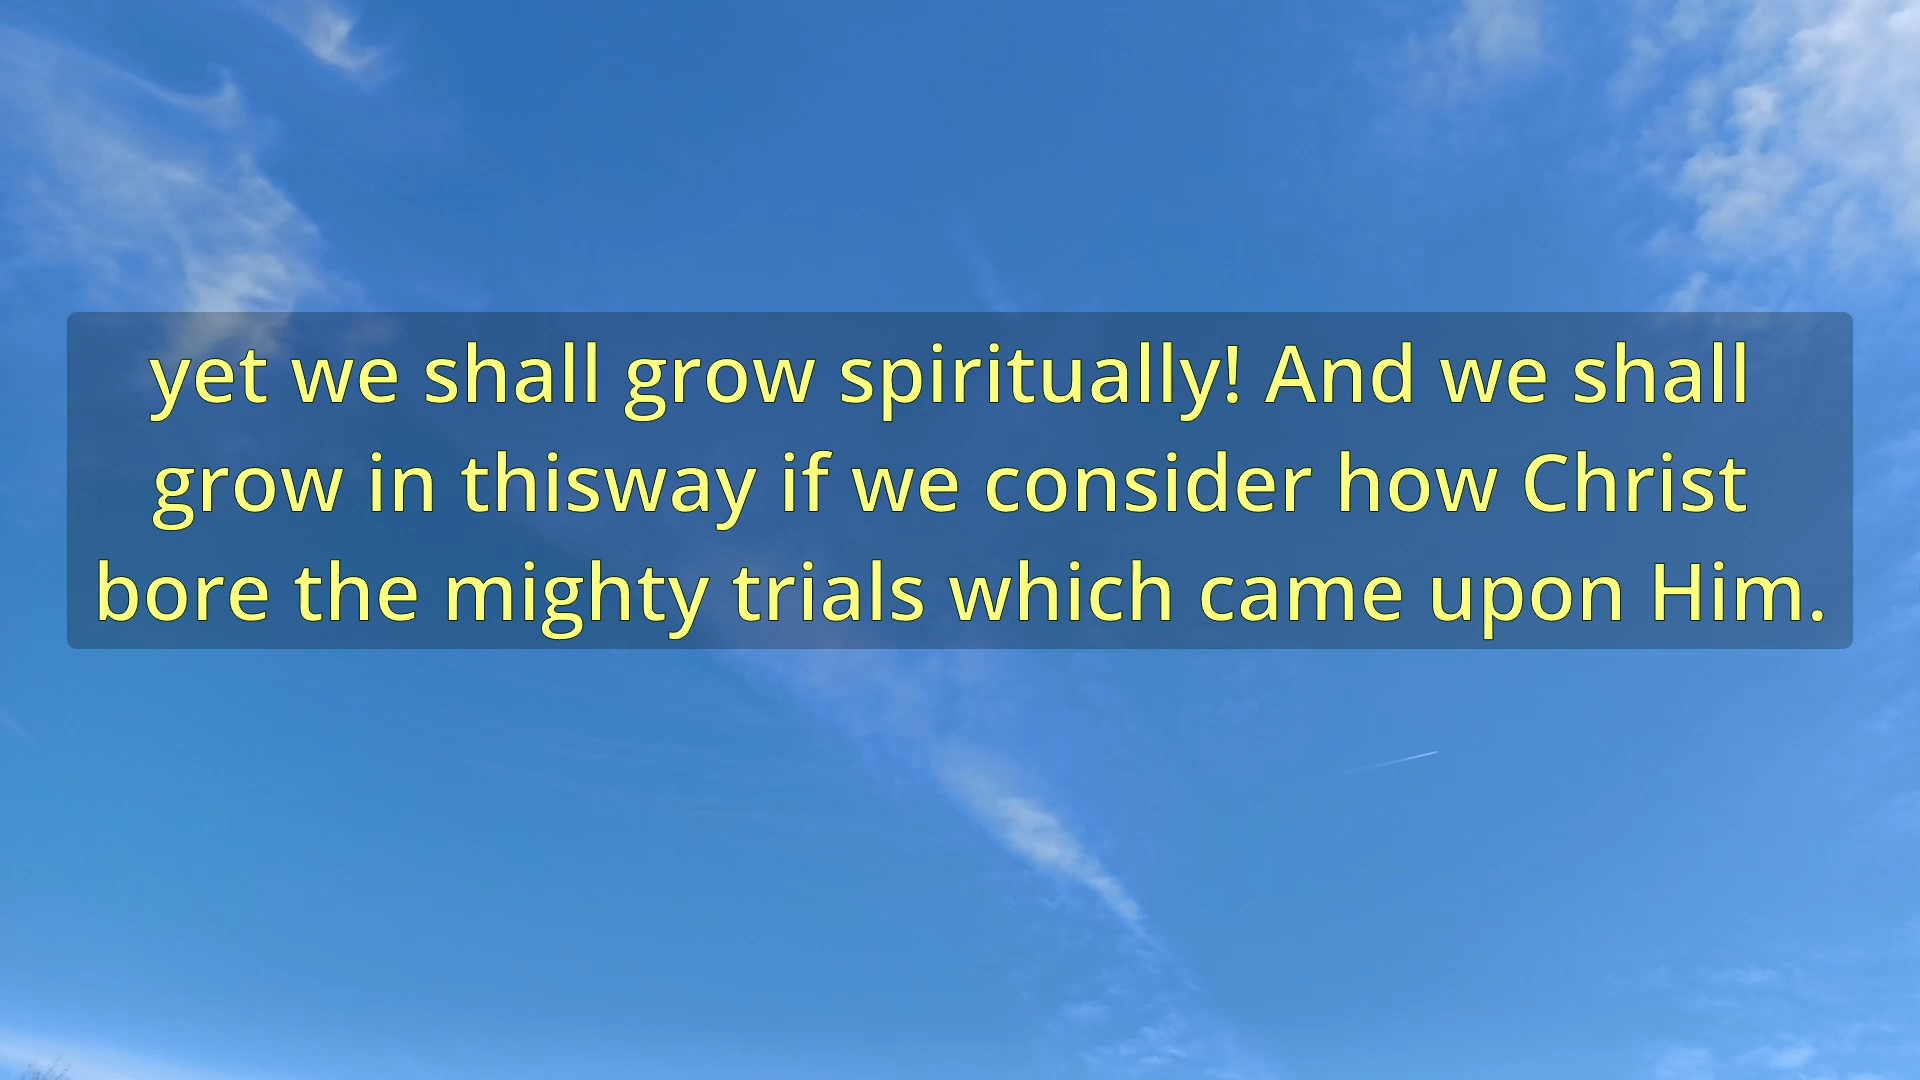 yet we shall grow spiritually! And we shall
grow in thisway if we consider how Christ
bore the mighty trials which came upon Him.